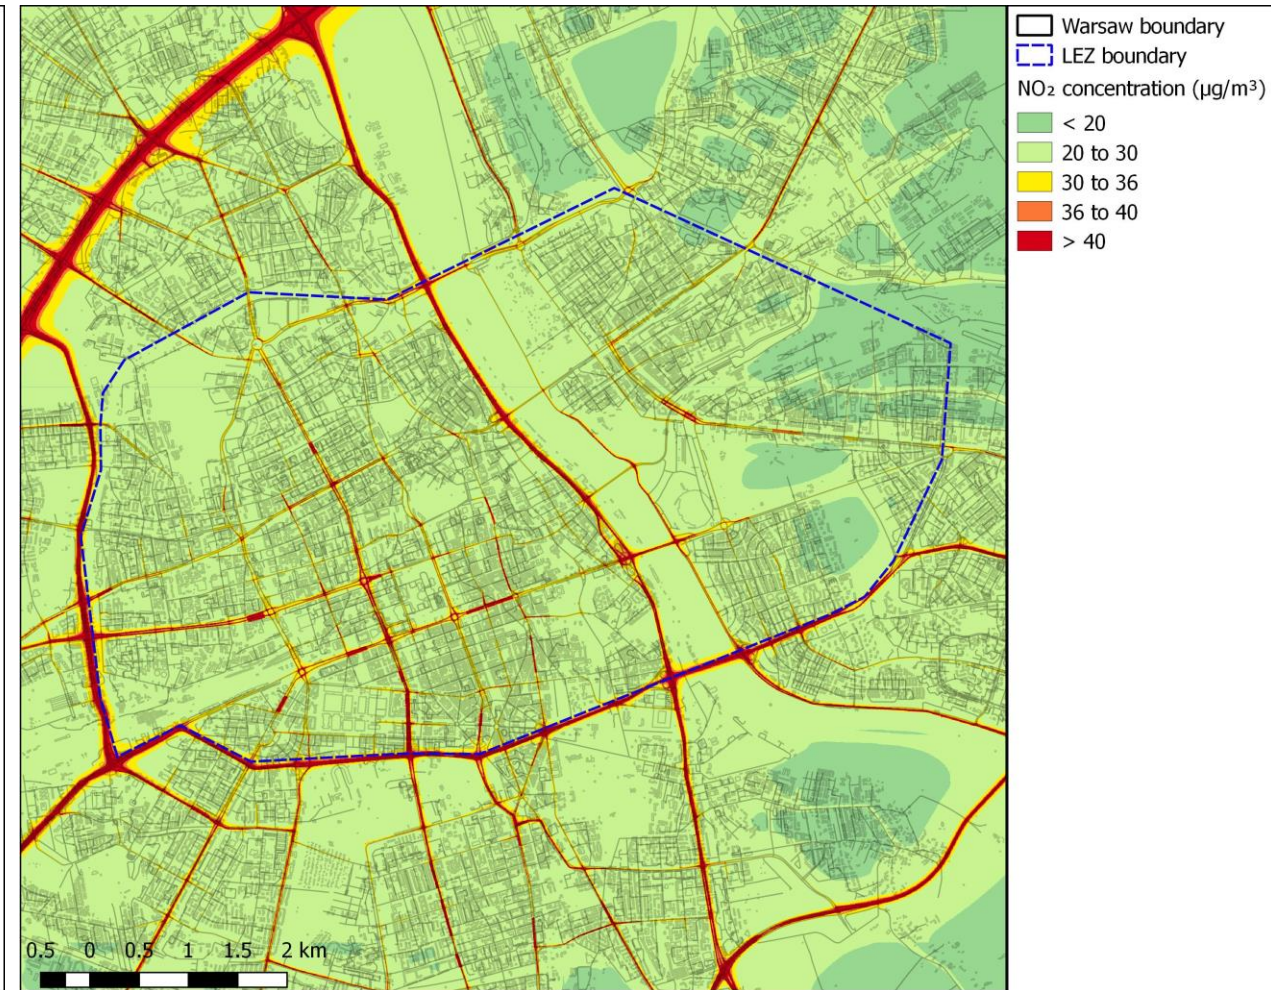 Warsaw boundary
LEZ boundary
NO₂ concentration (µg/m³)
< 20
20 to 30
30 to 36
36 to 40
> 40
0.5 0 0.5 1 1.5 2 km